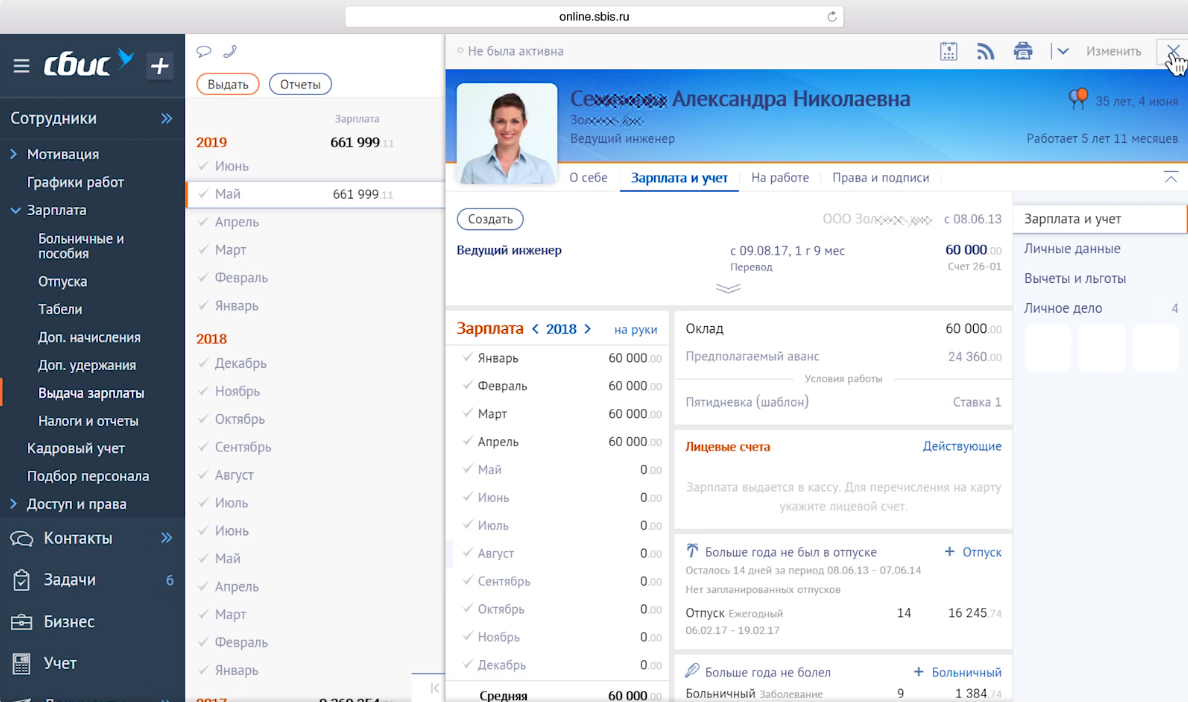 online.sbis.ru
сбис
Сотрудники
Мотивация
Графики работ
Зарплата
Больничные и
пособия
Отпуска
Табели
Доп. начисления
Доп. удержания
Выдача зарплаты
Налоги и отчеты
Кадровый учет
Подбор персонала
Доступ и права
Контакты
Задачи 6
Бизнес
Учет
Выдать Отчеты
Зарплата
2019 661 999.11
Июнь
Май 661 999.11
Апрель
Март
Февраль
Январь
2018
Декабрь
Ноябрь
Октябрь
Сентябрь
Август
Июль
Июнь
Май
Апрель
Март
Февраль
Январь
Не была активна
Изменить
Александра Николаевна
35 лет, 4 июня
Ведущий инженер
Работает 5 лет 11 месяцев
О себе Зарплата и учет На работе Права и подписи
Создать
ООО с 08.06.13
Ведущий инженер с 09.08.17, 1 г 9 мес 60 000.00
Перевод Счет 26-01
Зарплата < 2018 > на руки
Январь 60 000.00
Февраль 60 000.00
Март 60 000.00
Апрель 60 000.00
Май 0.00
Июнь 0.00
Июль 0.00
Август 0.00
Сентябрь 0.00
Октябрь 0.00
Ноябрь 0.00
Декабрь 0.00
Средняя 60 000.00
Оклад 60 000.00
Предполагаемый аванс 24 360.00
Условия работы
Пятидневка (шаблон) Ставка 1
Лицевые счета Действующие
Зарплата выдается в кассу. Для перечисления на карту
укажите лицевой счет.
Больше года не был в отпуске + Отпуск
Осталось 14 дней за период 08.06.13 - 07.06.14
Нет запланированных отпусков
Отпуск Ежегодный 14 16 245.74
06.02.17 - 19.02.17
Больше года не болел + Больничный
Больничный Заболевание 9 1 384.74
Зарплата и учет
Личные данные
Вычеты и льготы
Личное дело 4